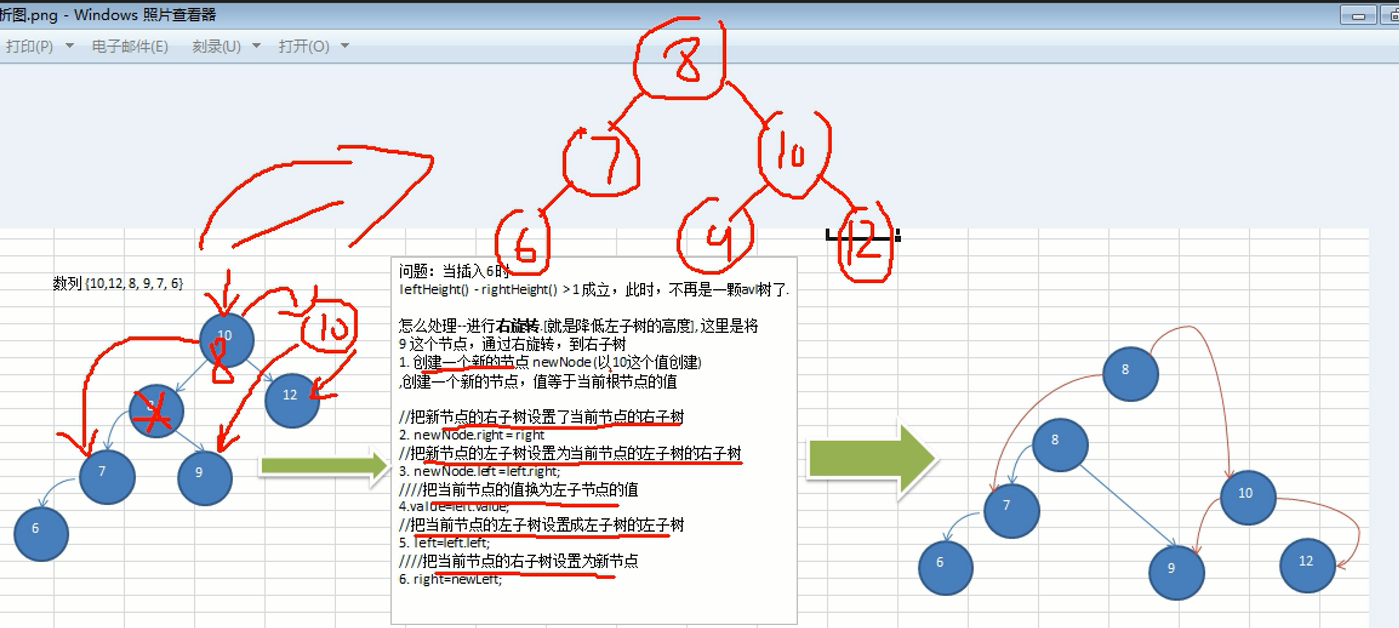 析图.png - Windows 照片查看器
打印(P) 电子邮件(E) 刻录(U) 打开(O)
8
7
10
6
9
12
数列 {10,12, 8, 9, 7, 6}
10
10
8
12
7
9
6
问题：当插入6时
leftHeight() - rightHeight() >1 成立，此时，不再是一颗avl树了.
怎么处理--进行右旋转.[就是降低左子树的高度], 这里是将
9 这个节点，通过右旋转，到右子树
1. 创建一个新的节点 newNode (以10这个值创建)
,创建一个新的节点，值等于当前根节点的值
//把新节点的右子树设置了当前节点的右子树
2. newNode.right = right
//把新节点的左子树设置为当前节点的左子树的右子树
3. newNode.left =left.right;
////把当前节点的值换为左子节点的值
4.value=left.value;
//把当前节点的左子树设置成左子树的左子树
5. left=left.left;
////把当前节点的右子树设置为新节点
6. right=newLeft;
8
8
7
10
6
9
12